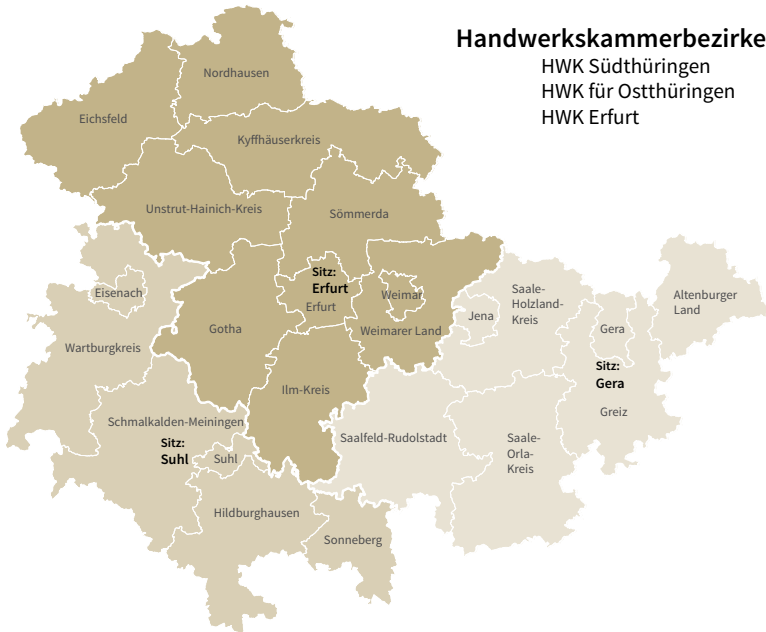 Handwerkskammerbezirke
HWK Südthüringen
HWK für Ostthüringen
HWK Erfurt
Nordhausen
Eichsfeld
Kyffhäuserkreis
Unstrut-Hainich-Kreis
Sömmerda
Sitz:
Erfurt
Erfurt
Eisenach
Weimar
Weimarer Land
Gotha
Wartburgkreis
Ilm-Kreis
Jena
Saale-
Holzland-
Kreis
Gera
Altenburger
Land
Sitz:
Gera
Greiz
Schmalkalden-Meiningen
Sitz:
Suhl
Suhl
Saalfeld-Rudolstadt
Saale-
Orla-
Kreis
Hildburghausen
Sonneberg